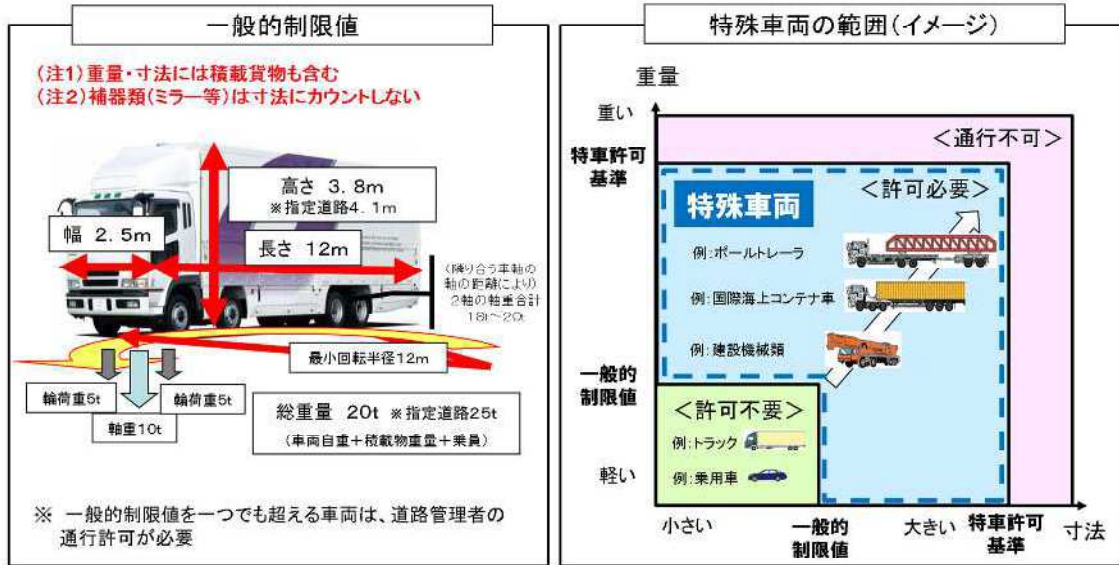 一般的制限値
(注1)重量・寸法には積載貨物も含む
(注2)補器類(ミラー等)は寸法にカウントしない
高さ 3.8m
※指定道路4.1m
幅 2.5m
長さ 12m
(隣り合う車軸の
軸の距離により)
2軸の軸重合計
18t~20t
最小回転半径12m
輪荷重5t
輪荷重5t
軸重10t
総重量 20t ※指定道路25t
(車両自重+積載物重量+乗員)
※ 一般的制限値を一つでも超える車両は、道路管理者の
通行許可が必要
特殊車両の範囲(イメージ)
重量
重い
<通行不可>
特車許可
基準
<許可必要>
特殊車両
例:ポールトレーラ
例:国際海上コンテナ車
例:建設機械類
一般的
制限値
<許可不要>
例:トラック
軽い
例:乗用車
小さい
一般的
制限値
大きい
特車許可
基準
寸法